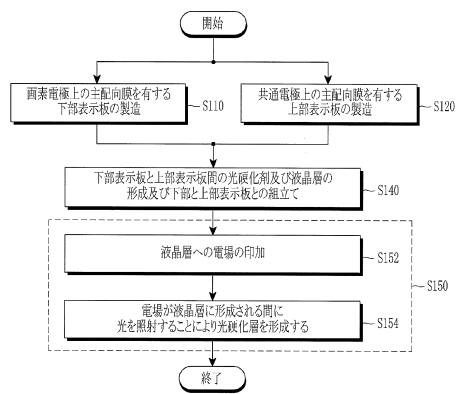 開始
画素電極上の主配向膜を有する
下部表示板の製造
S110
共通電極上の主配向膜を有する
上部表示板の製造
S120
下部表示板と上部表示板間の光硬化剤及び液晶層の
形成及び下部と上部表示板との組立て
S140
液晶層への電場の印加
S152
S150
電場が液晶層に形成される間に
光を照射することにより光硬化層を形成する
S154
終了